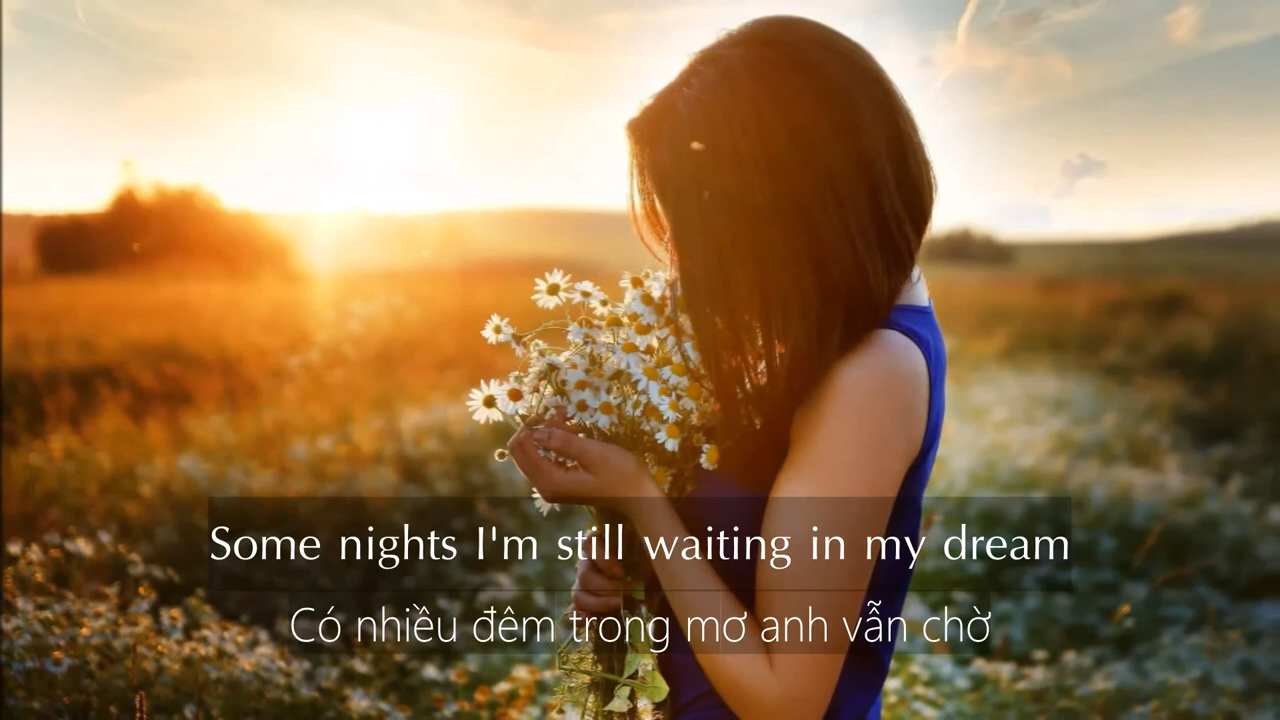 Some nights I'm still waiting in my dream
Có nhiều đêm trong mơ anh vẫn chờ